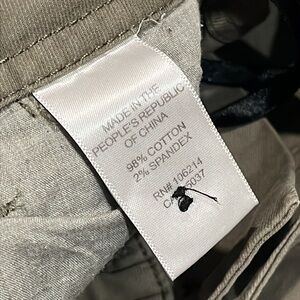 MADE IN THE
PEOPLE'S REPUBLIC
OF CHINA
98% COTTON
2% SPANDEX
RN# 106214